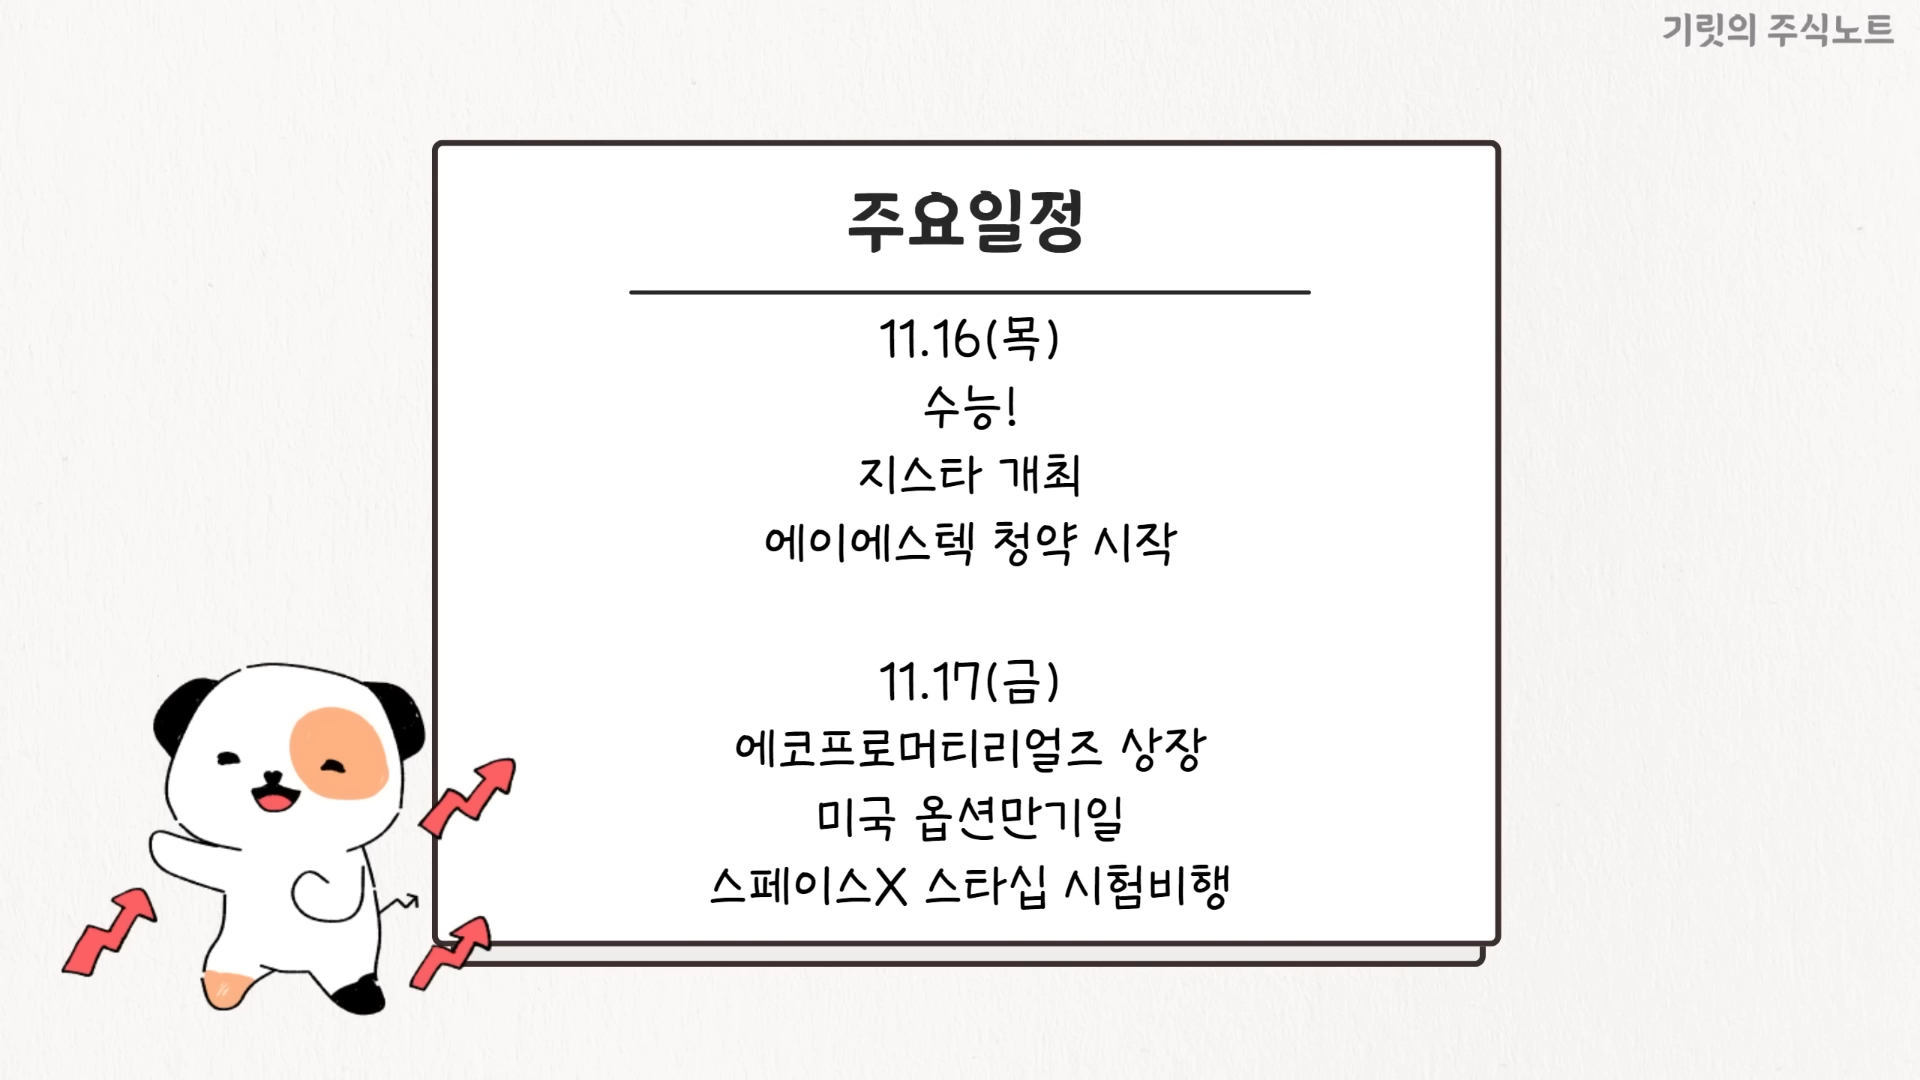 기릿의 주식노트
주요일정
11.16(목)
수능!
지스타 개최
에이에스텍 청약 시작
11.17(금)
에코프로머티리얼즈 상장
미국 옵션만기일
스페이스X 스타십 시험비행